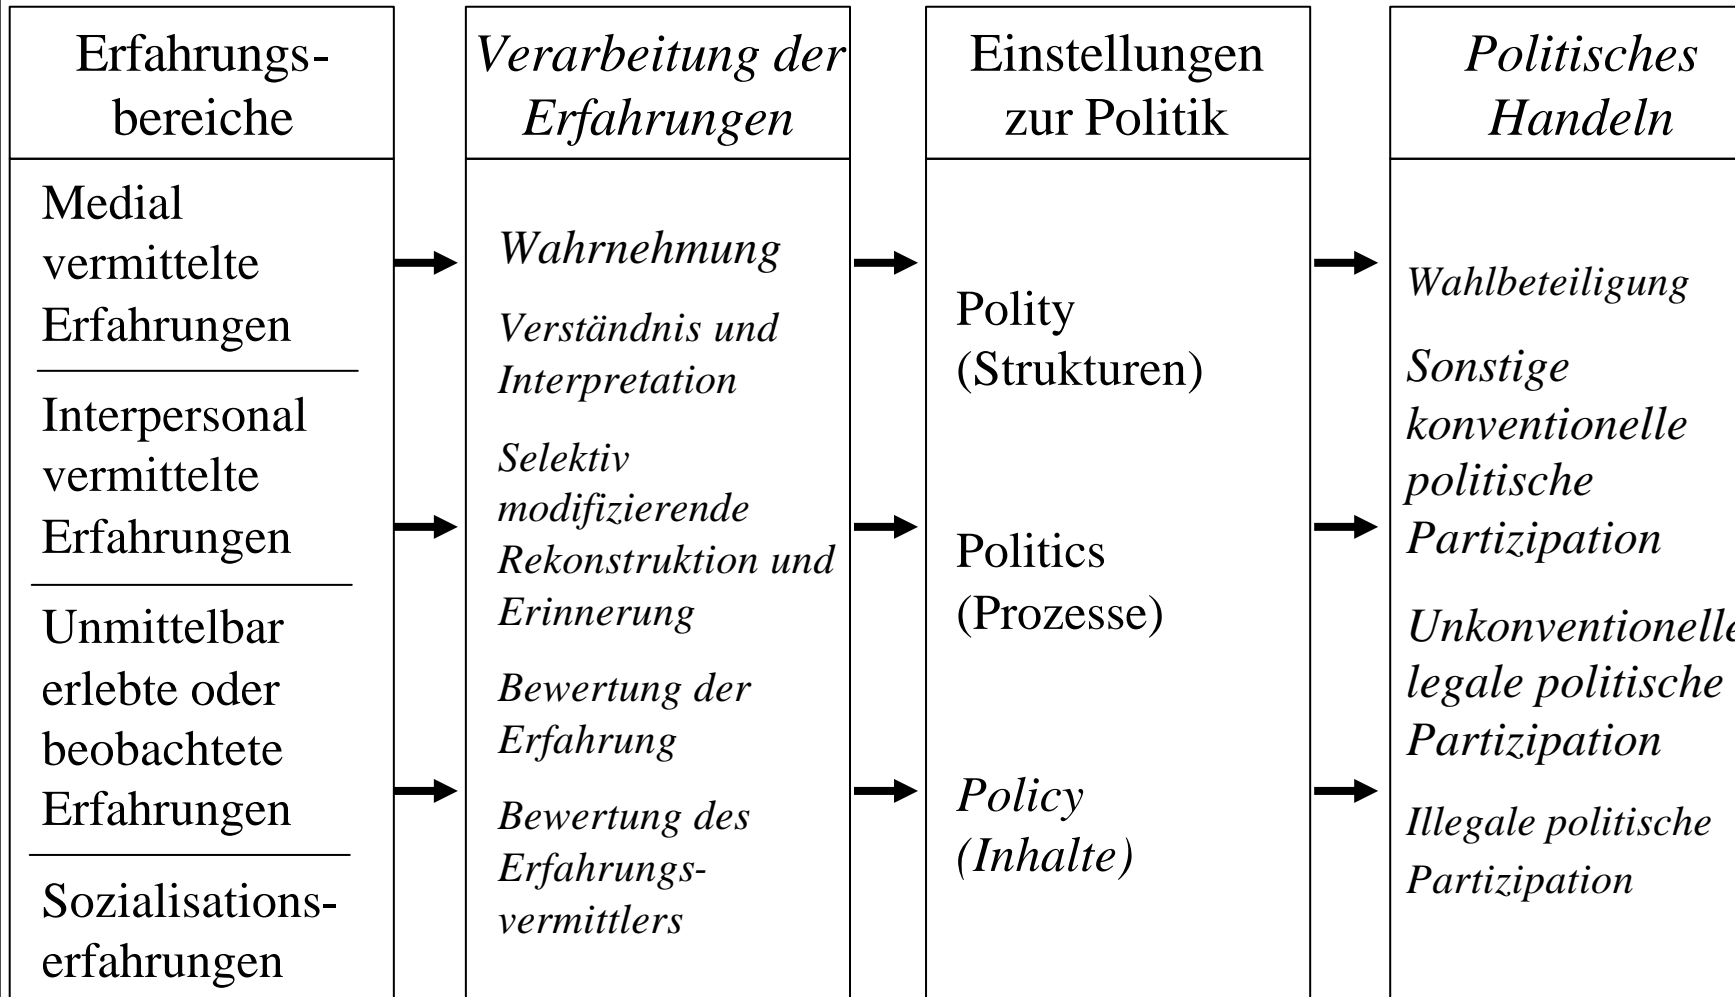 Erfahrungs-
bereiche
Medial
vermittelte
Erfahrungen
Interpersonal
vermittelte
Erfahrungen
Unmittelbar
erlebte oder
beobachtete
Erfahrungen
Sozialisations-
erfahrungen
Verarbeitung der
Erfahrungen
Wahrnehmung
Verständnis und
Interpretation
Selektiv
modifizierende
Rekonstruktion und
Erinnerung
Bewertung der
Erfahrung
Bewertung des
Erfahrungs-
vermittlers
Einstellungen
zur Politik
Polity
(Strukturen)
Politics
(Prozesse)
Policy
(Inhalte)
Politisches
Handeln
Wahlbeteiligung
Sonstige
konventionelle
politische
Partizipation
Unkonventionelle
legale politische
Partizipation
Illegale politische
Partizipation